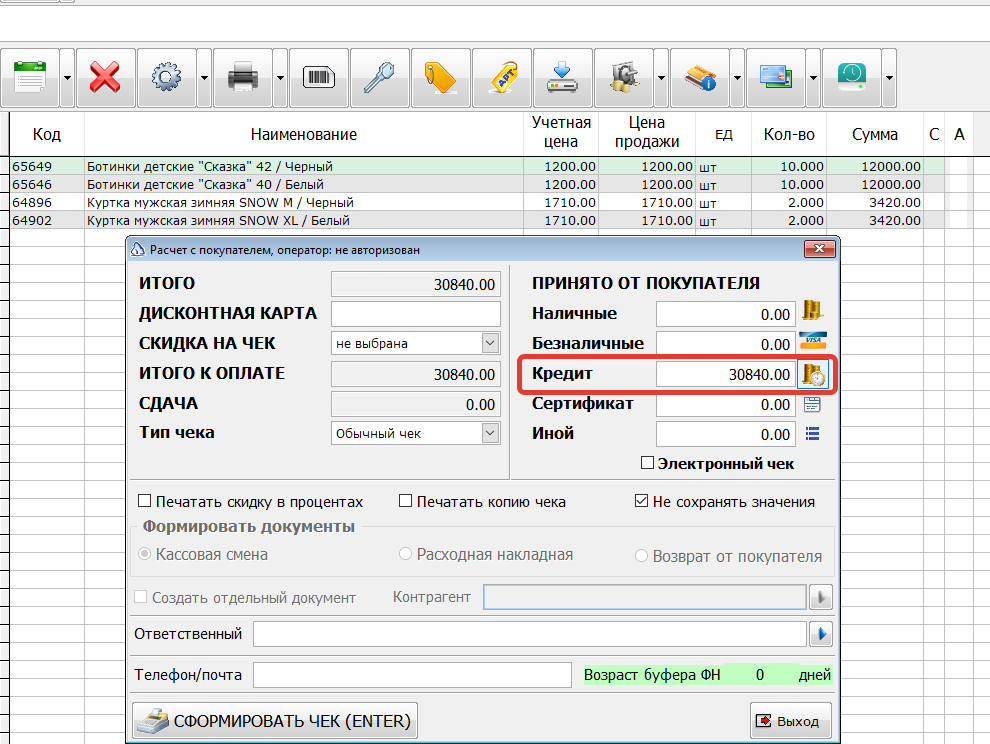 Код Наименование Учетная цена Цена продажи ЕД Кол-во Сумма С А
65649 Ботинки детские "Сказка" 42 / Черный 1200.00 1200.00 шт 10.000 12000.00
65646 Ботинки детские "Сказка" 40 / Белый 1200.00 1200.00 шт 10.000 12000.00
64896 Куртка мужская зимняя SNOW M / Черный 1710.00 1710.00 шт 2.000 3420.00
64902 Куртка мужская зимняя SNOW XL / Белый 1710.00 1710.00 шт 2.000 3420.00
Расчет с покупателем, оператор: не авторизован
ИТОГО 30840.00
ДИСКОНТНАЯ КАРТА
СКИДКА НА ЧЕК не выбрана
ИТОГО К ОПЛАТЕ 30840.00
СДАЧА 0.00
Тип чека Обычный чек
ПРИНЯТО ОТ ПОКУПАТЕЛЯ
Наличные 0.00
Безналичные 0.00 VISA
Кредит 30840.00
Сертификат 0.00
Иной 0.00
Электронный чек
Печатать скидку в процентах Печатать копию чека Не сохранять значения
Формировать документы
Кассовая смена Расходная накладная Возврат от покупателя
Создать отдельный документ Контрагент
Ответственный
Телефон/почта Возраст буфера ФН 0 дней
СФОРМИРОВАТЬ ЧЕК (ENTER) Выход